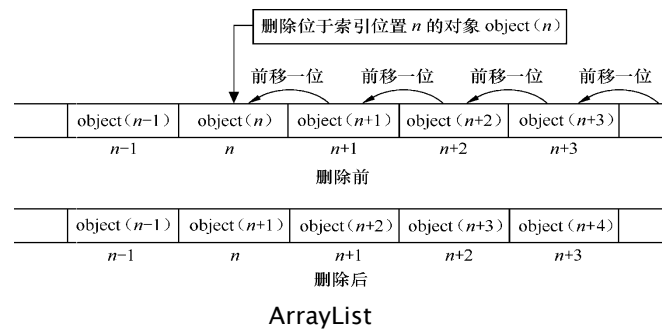 删除位于索引位置 n 的对象 object(n)
前移一位 前移一位 前移一位 前移一位
object(n−1) object(n) object(n+1) object(n+2) object(n+3)
n−1 n n+1 n+2 n+3
删除前
object(n−1) object(n+1) object(n+2) object(n+3) object(n+4)
n−1 n n+1 n+2 n+3
删除后
ArrayList